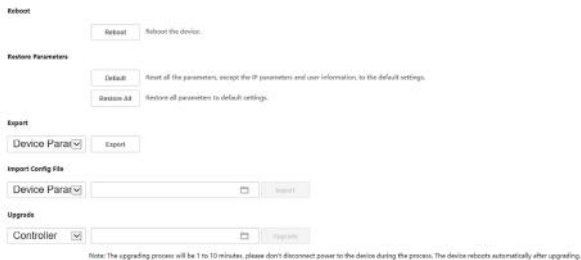 Reboot
Reboot Reboot the device.
Restore Parameters
Default Reset all the parameters, except the IP parameters and user information, to the default settings.
Restore All Restore all parameters to default settings.
Export
Device Para Export
Import Config File
Device Para Import
Upgrade
Controller Upgrade
Note: The upgrading process will be 1 to 10 minutes, please don't disconnect power to the device during the process. The device reboots automatically after upgrading.